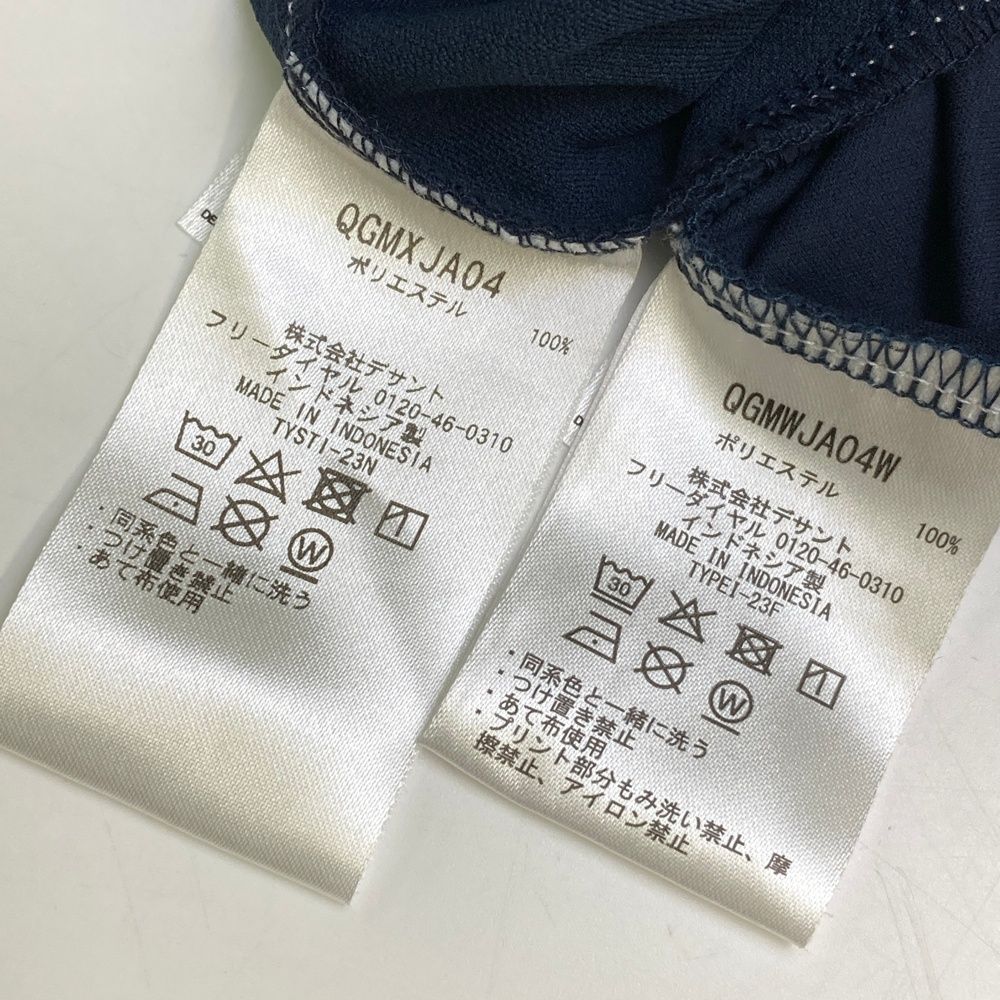 QGMXJA04
ポリエステル
100%
株式会社デサント
フリーダイヤル 0120-46-0310
インドネシア製
MADE IN INDONESIA
TYSTI-23N
30
W
・同系色と一緒に洗う
・つけ置き禁止
・あて布使用
DE
QGMWJA04W
ポリエステル
100%
株式会社デサント
フリーダイヤル 0120-46-0310
インドネシア製
MADE IN INDONESIA
TYPEI-23F
30
W
・同系色と一緒に洗う
・つけ置き禁止
・あて布使用
・プリント部分もみ洗い禁止、摩
擦禁止、アイロン禁止